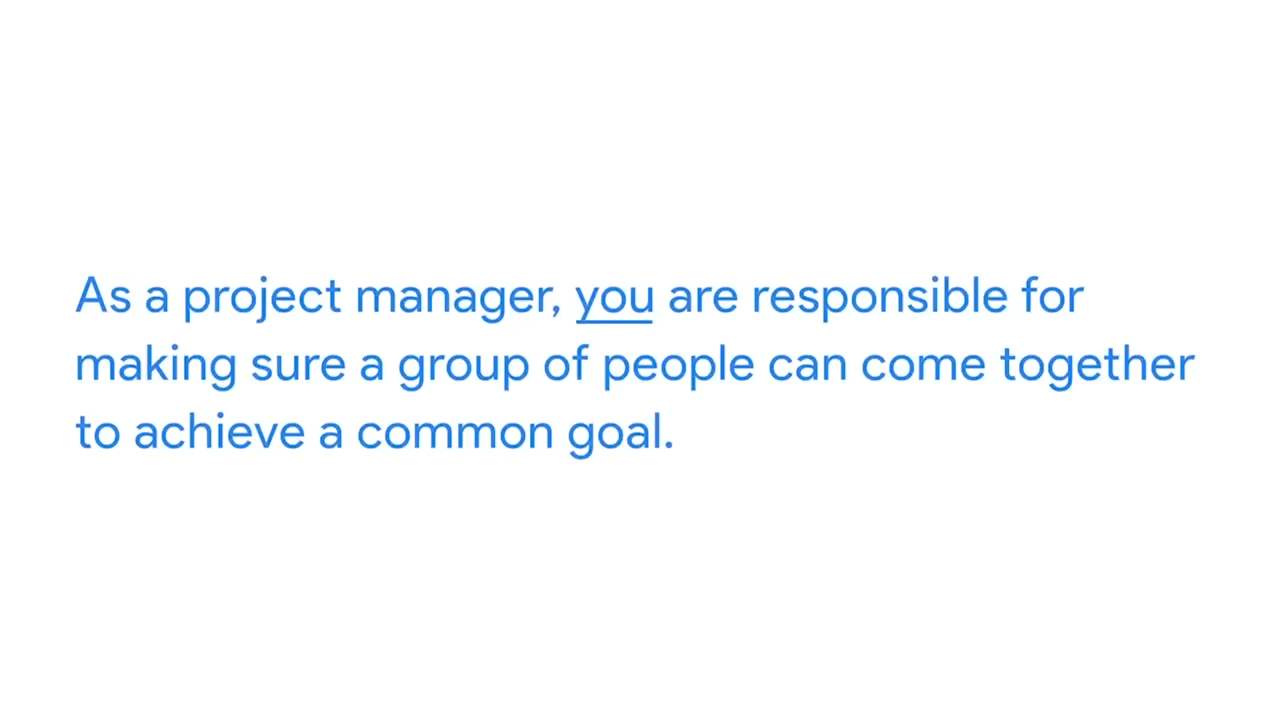 As a project manager, you are responsible for
making sure a group of people can come together
to achieve a common goal.